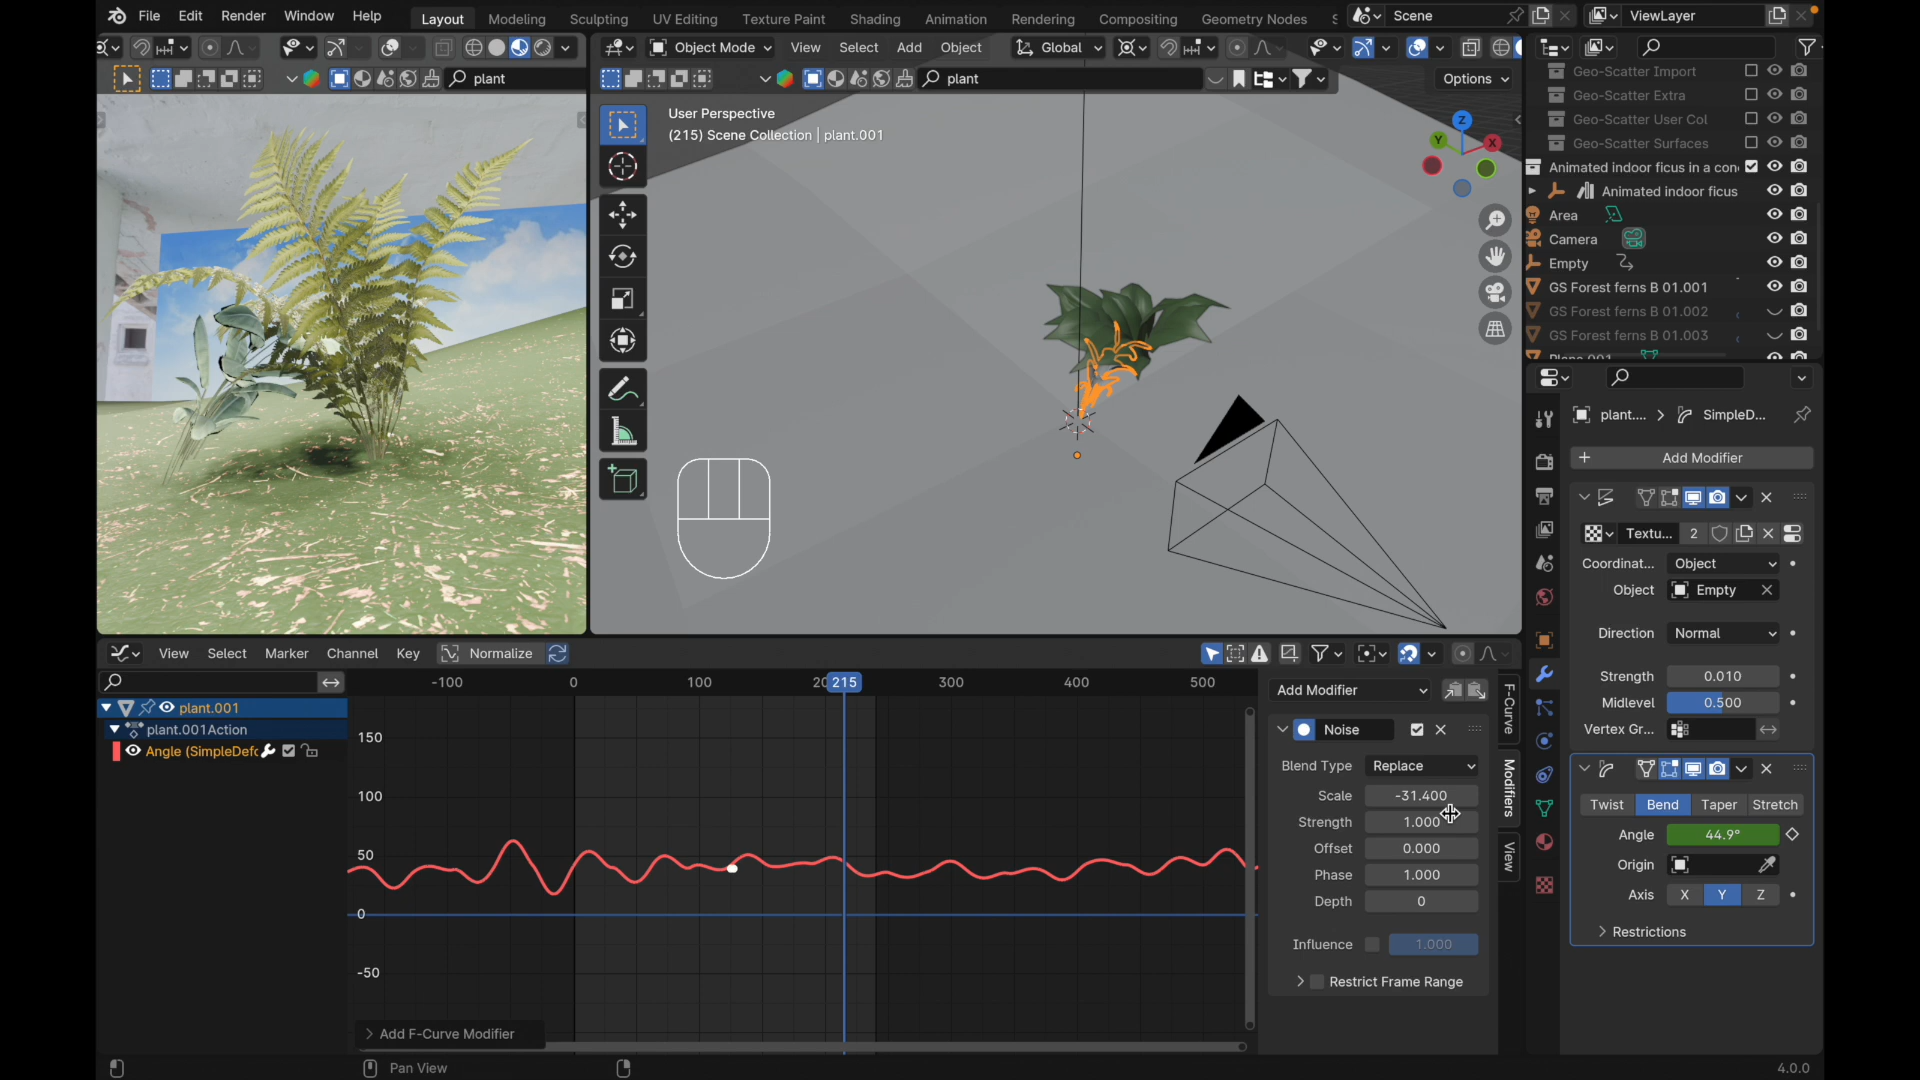 File Edit Render Window Help Layout Modeling Sculpting UV Editing Texture Paint Shading Animation Rendering Compositing Geometry Nodes Scene ViewLayer
Object Mode View Select Add Object Global
plant
plant Options
User Perspective
(215) Scene Collection | plant.001
Z
Y
X
Geo-Scatter Import
Geo-Scatter Extra
Geo-Scatter User Col
Geo-Scatter Surfaces
Animated indoor ficus in a con
Animated indoor ficus
Area
Camera
Empty
GS Forest ferns B 01.001
GS Forest ferns B 01.002
GS Forest ferns B 01.003
Plane.001
plant.... SimpleD...
Add Modifier
Textu... 2
Coordinat... Object
Object Empty
Direction Normal
Strength 0.010
Midlevel 0.500
Vertex Gr...
Twist Bend Taper Stretch
Angle 44.9°
Origin
Axis X Y Z
Restrictions
View Select Marker Channel Key Normalize
-100 0 100 20 215 300 400 500
plant.001
plant.001Action
Angle (SimpleDefo
150
100
50
0
-50
Add F-Curve Modifier
Add Modifier
Noise
Blend Type Replace
Scale -31.400
Strength 1.000
Offset 0.000
Phase 1.000
Depth 0
Influence 1.000
Restrict Frame Range
F-Curve
Modifiers
View
Pan View
4.0.0